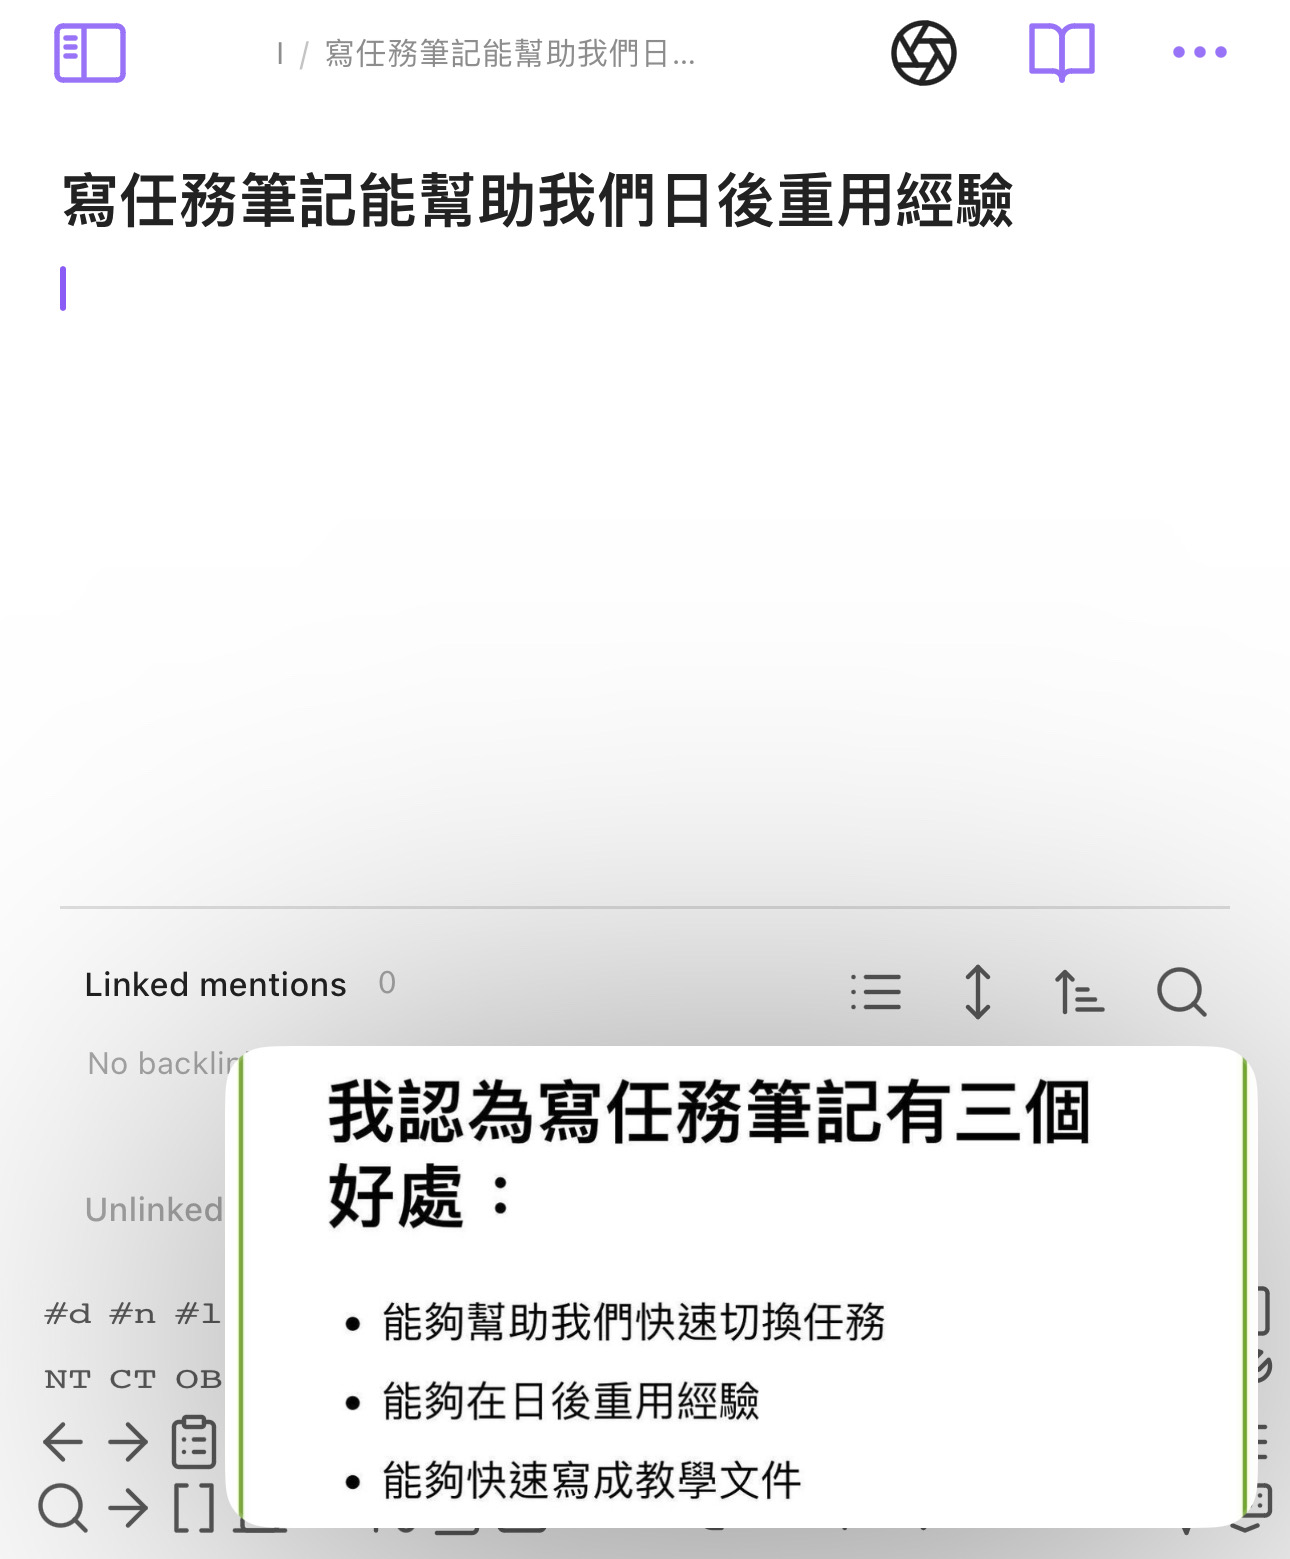 I / 寫任務筆記能幫助我們日...
寫任務筆記能幫助我們日後重用經驗
Linked mentions 0
No backlin
我認為寫任務筆記有三個
好處：
Unlinked
#d #n #l
• 能夠幫助我們快速切換任務
NT CT OB
• 能夠在日後重用經驗
• 能夠快速寫成教學文件